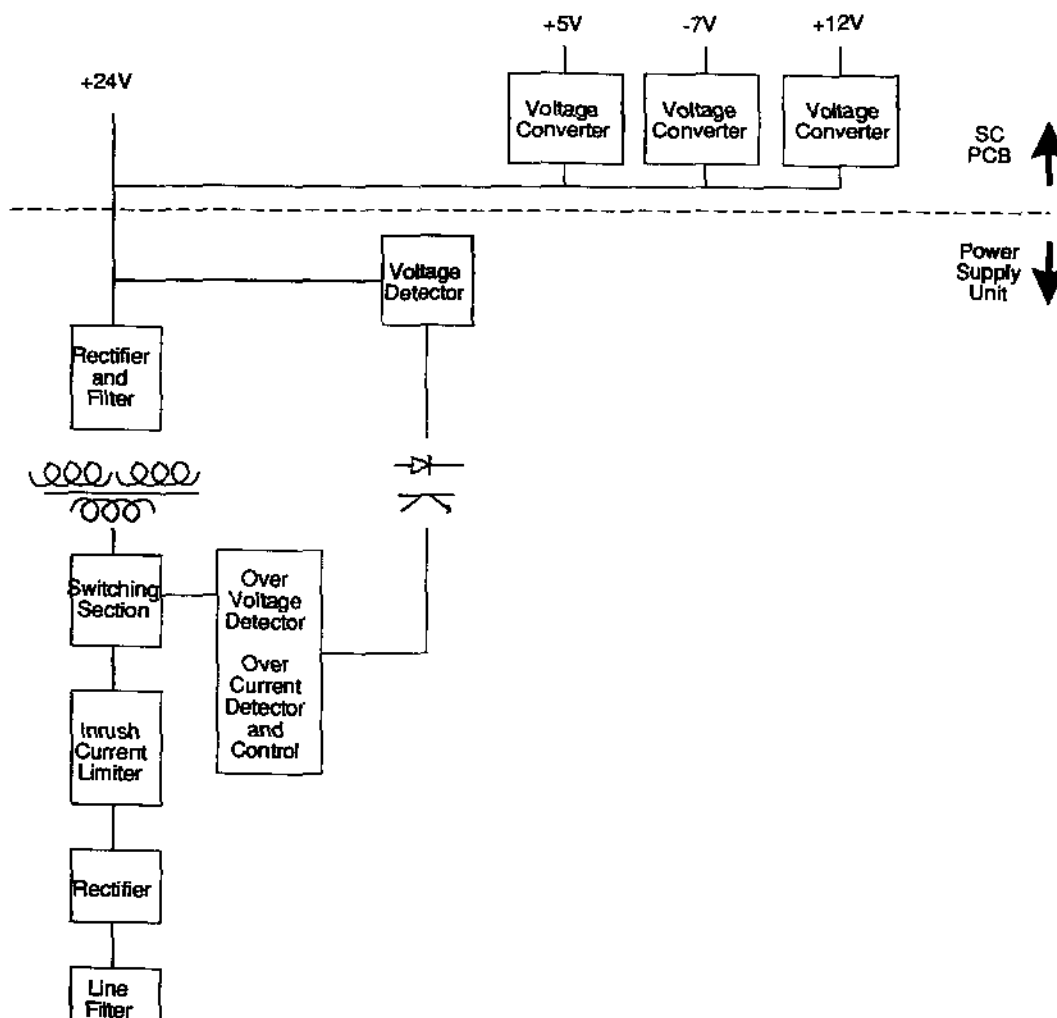 +5V
-7V
+12V
+24V
Voltage
Converter
Voltage
Converter
Voltage
Converter
SC
PCB
Voltage
Detector
Power
Supply
Unit
Rectifier
and
Filter
Switching
Section
Over
Voltage
Detector
Over
Current
Detector
and
Control
Inrush
Current
Limiter
Rectifier
Line
Filter